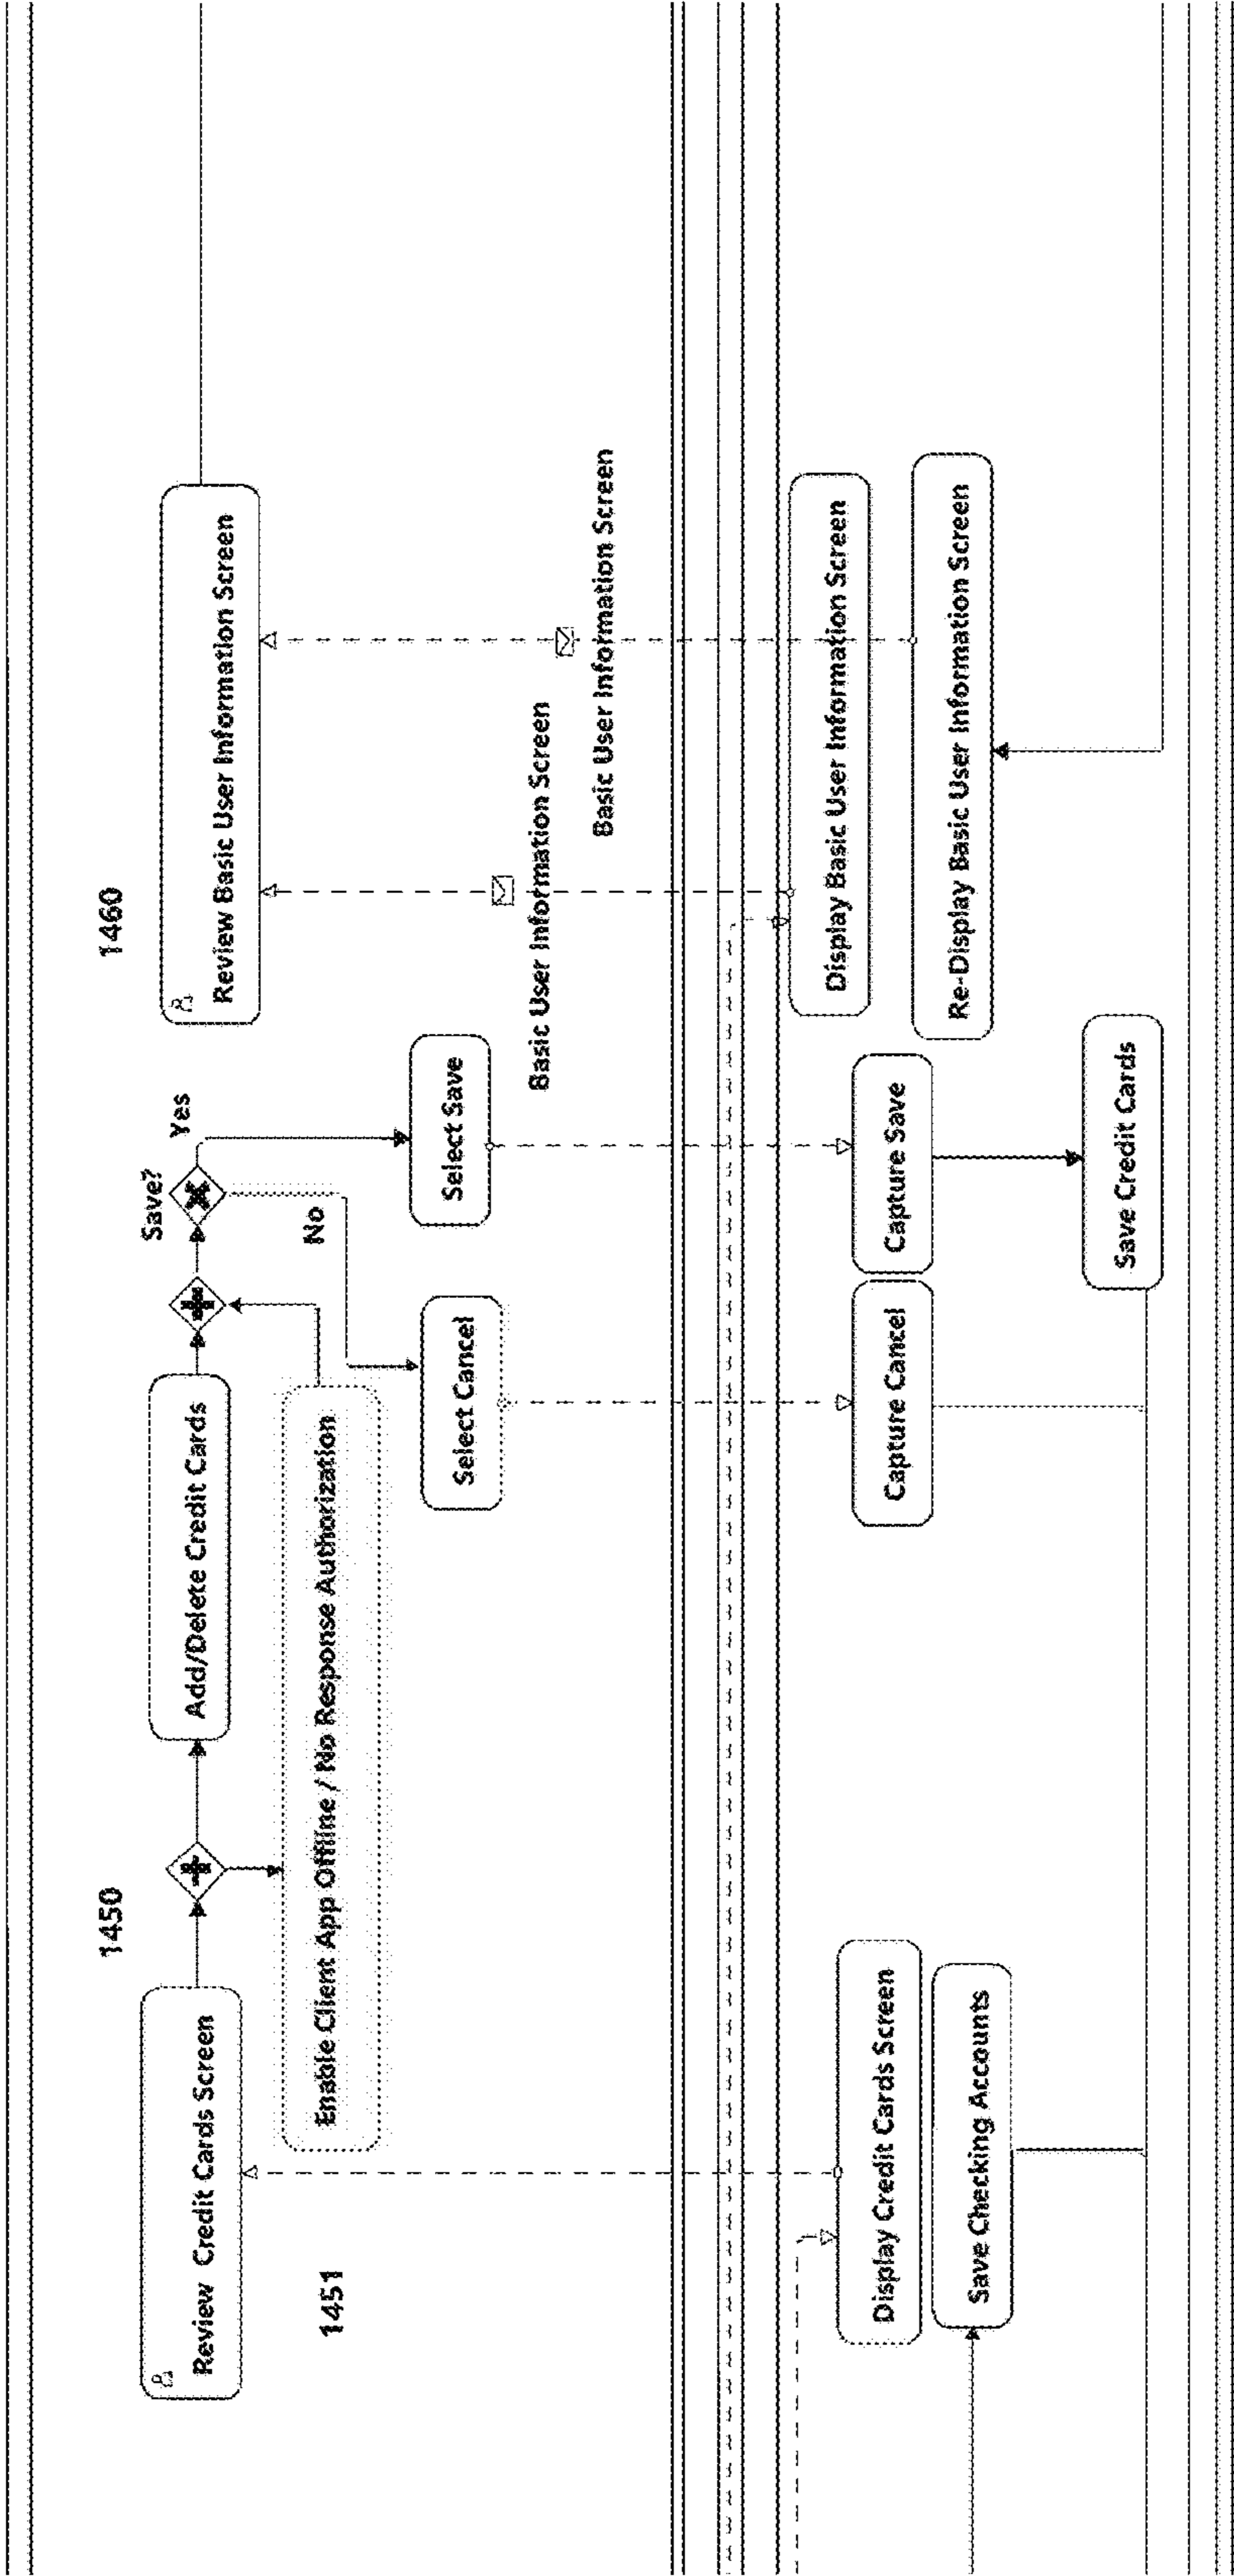 1450
1460
1451
Review Credit Cards Screen
Add/Delete Credit Cards
Save?
Yes
No
Review Basic User Information Screen
Enable Client App Offline / No Response Authorization
Select Cancel
Select Save
Basic User Information Screen
Basic User Information Screen
Display Credit Cards Screen
Save Checking Accounts
Capture Cancel
Capture Save
Display Basic User Information Screen
Re-Display Basic User Information Screen
Save Credit Cards